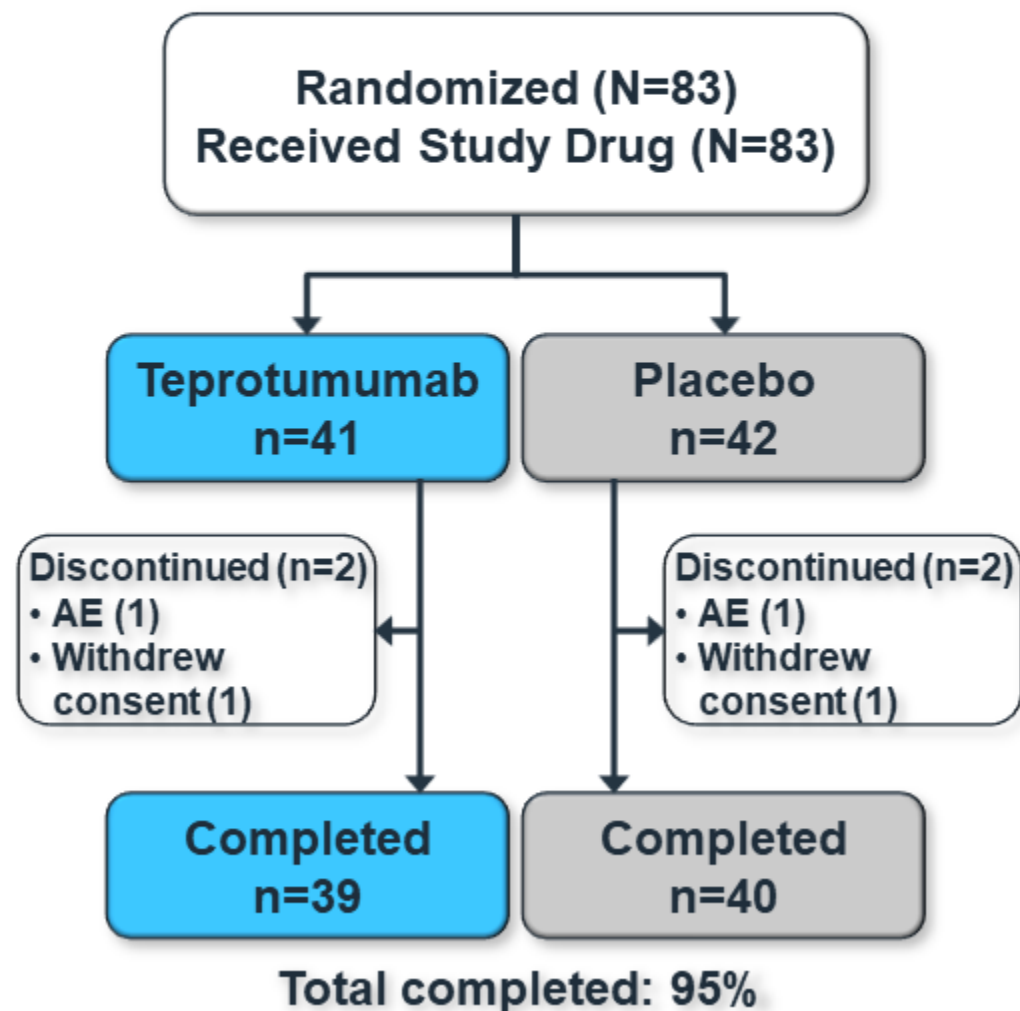 Randomized (N=83)
Received Study Drug (N=83)
Teprotumumab
n=41
Placebo
n=42
Discontinued (n=2)
• AE (1)
• Withdrew
consent (1)
Discontinued (n=2)
• AE (1)
• Withdrew
consent (1)
Completed
n=39
Completed
n=40
Total completed: 95%